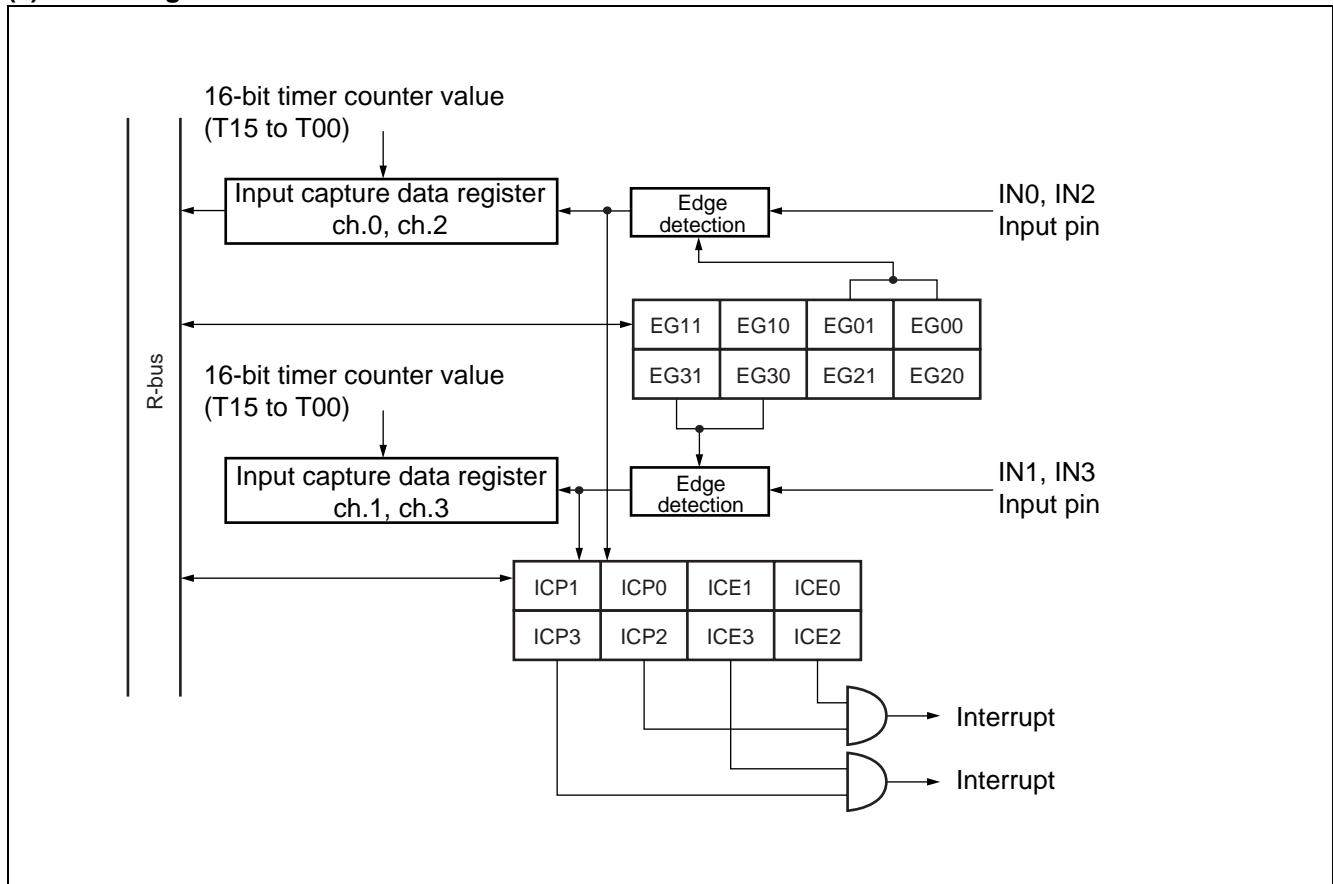 16-bit timer counter value
(T15 to T00)
Input capture data register
ch.0, ch.2
Edge
detection
IN0, IN2
Input pin
EG11 EG10 EG01 EG00
EG31 EG30 EG21 EG20
R-bus
16-bit timer counter value
(T15 to T00)
Input capture data register
ch.1, ch.3
Edge
detection
IN1, IN3
Input pin
ICP1 ICP0 ICE1 ICE0
ICP3 ICP2 ICE3 ICE2
Interrupt
Interrupt